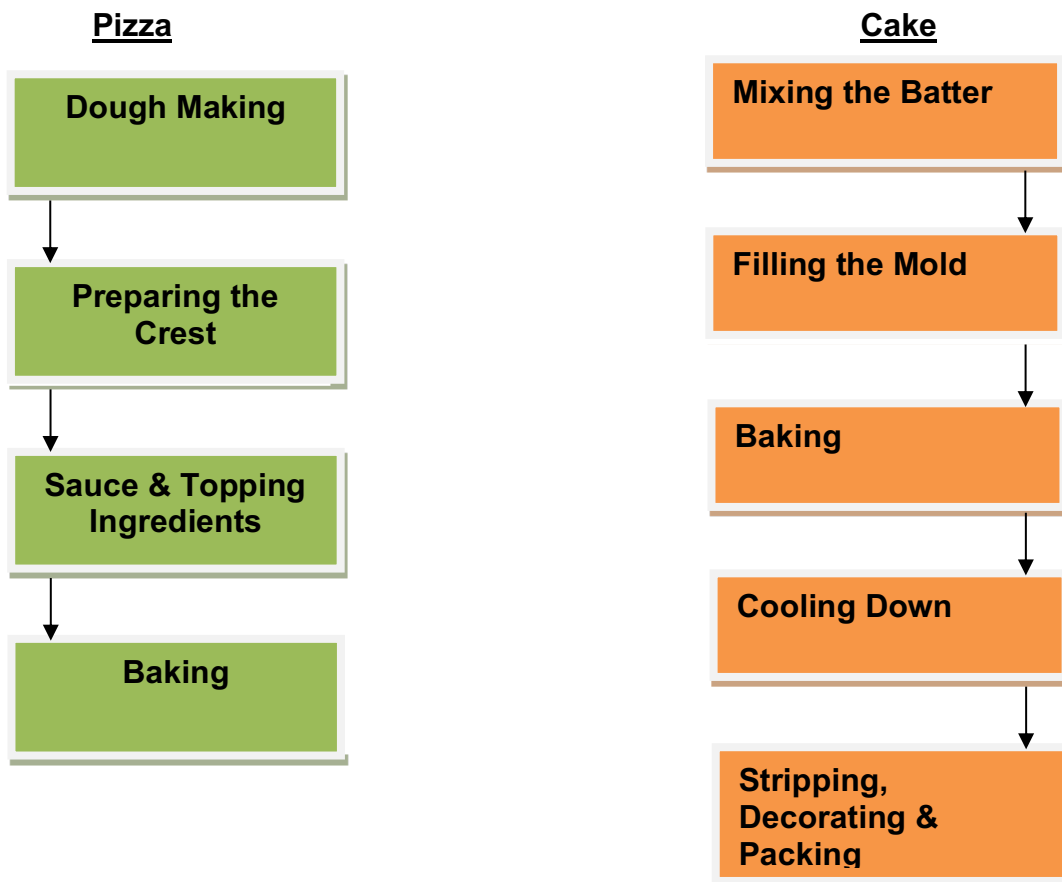 Pizza
Dough Making
Preparing the
Crest
Sauce & Topping
Ingredients
Baking
Cake
Mixing the Batter
Filling the Mold
Baking
Cooling Down
Stripping,
Decorating &
Packing